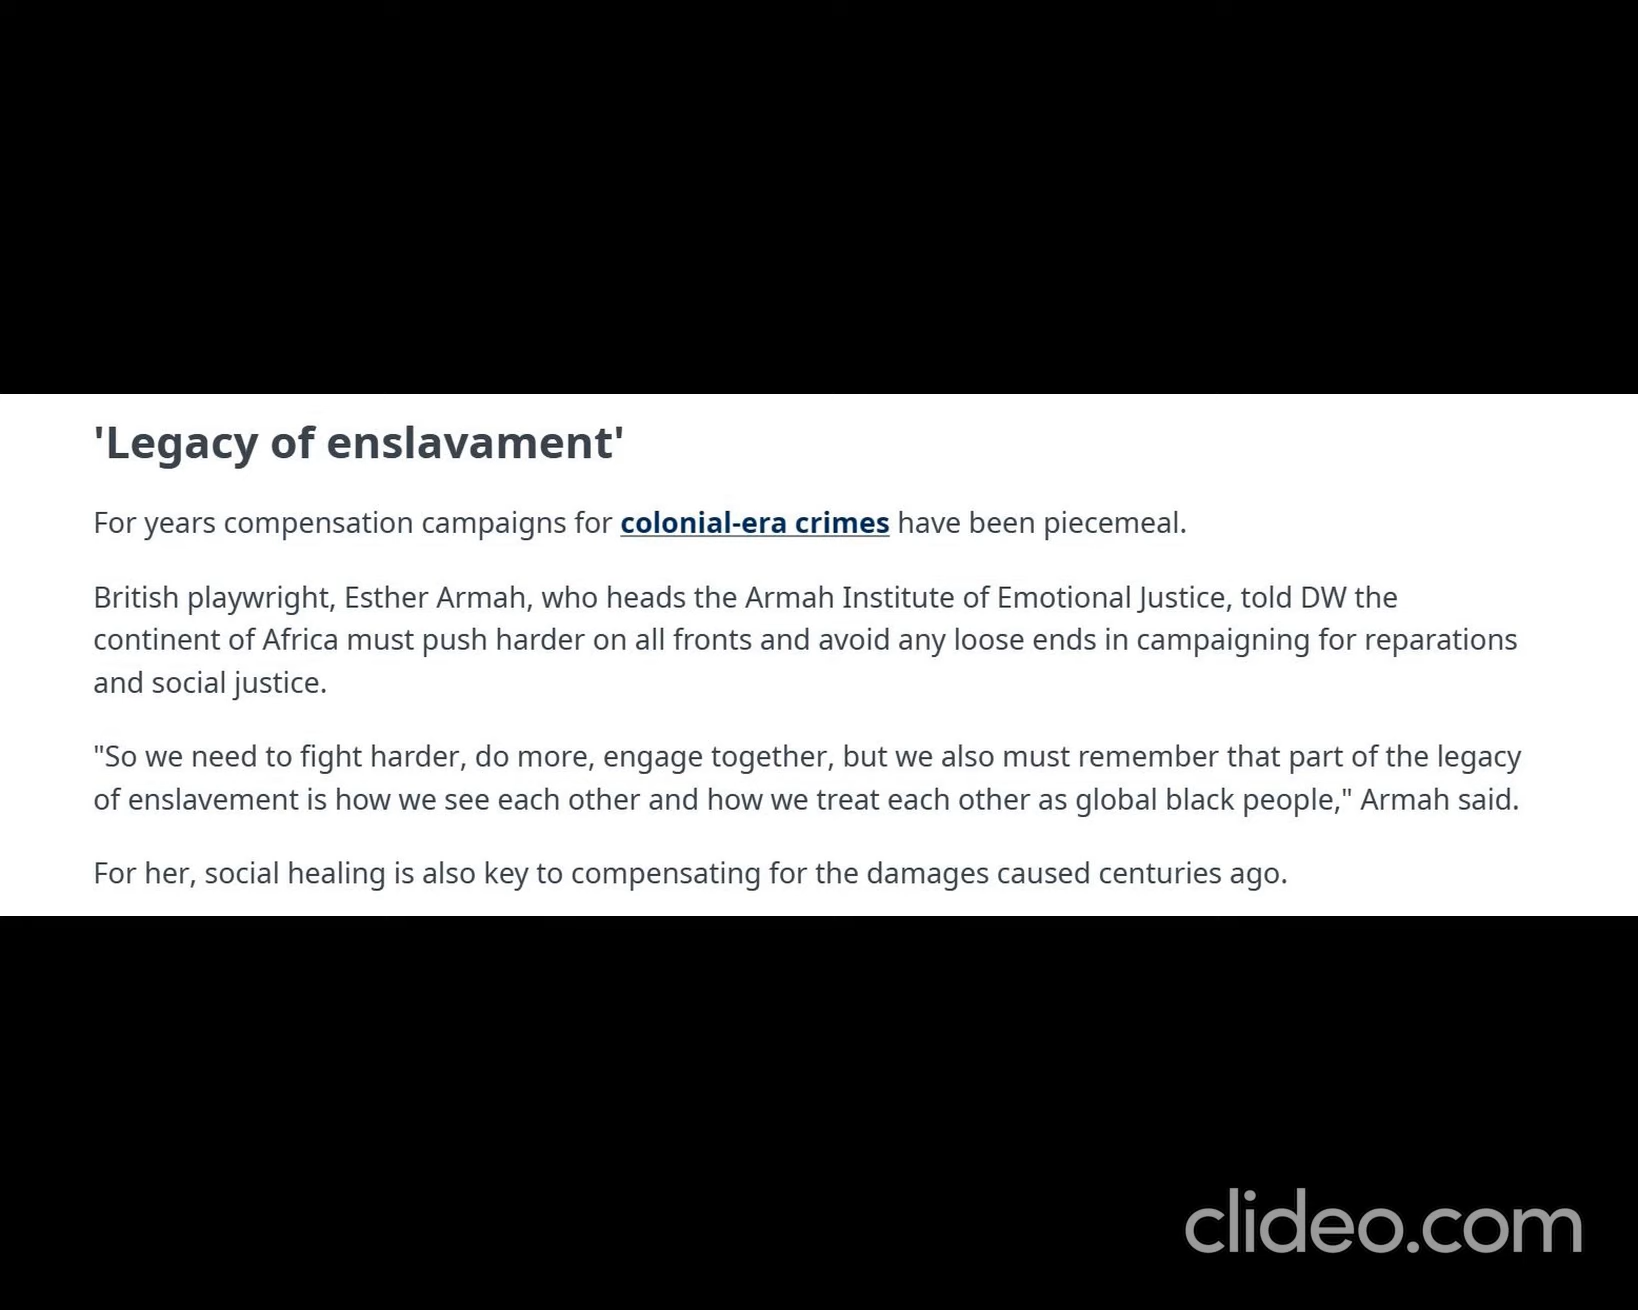 'Legacy of enslavament'
For years compensation campaigns for colonial-era crimes have been piecemeal.
British playwright, Esther Armah, who heads the Armah Institute of Emotional Justice, told DW the
continent of Africa must push harder on all fronts and avoid any loose ends in campaigning for reparations
and social justice.
"So we need to fight harder, do more, engage together, but we also must remember that part of the legacy
of enslavement is how we see each other and how we treat each other as global black people," Armah said.
For her, social healing is also key to compensating for the damages caused centuries ago.
clideo.com